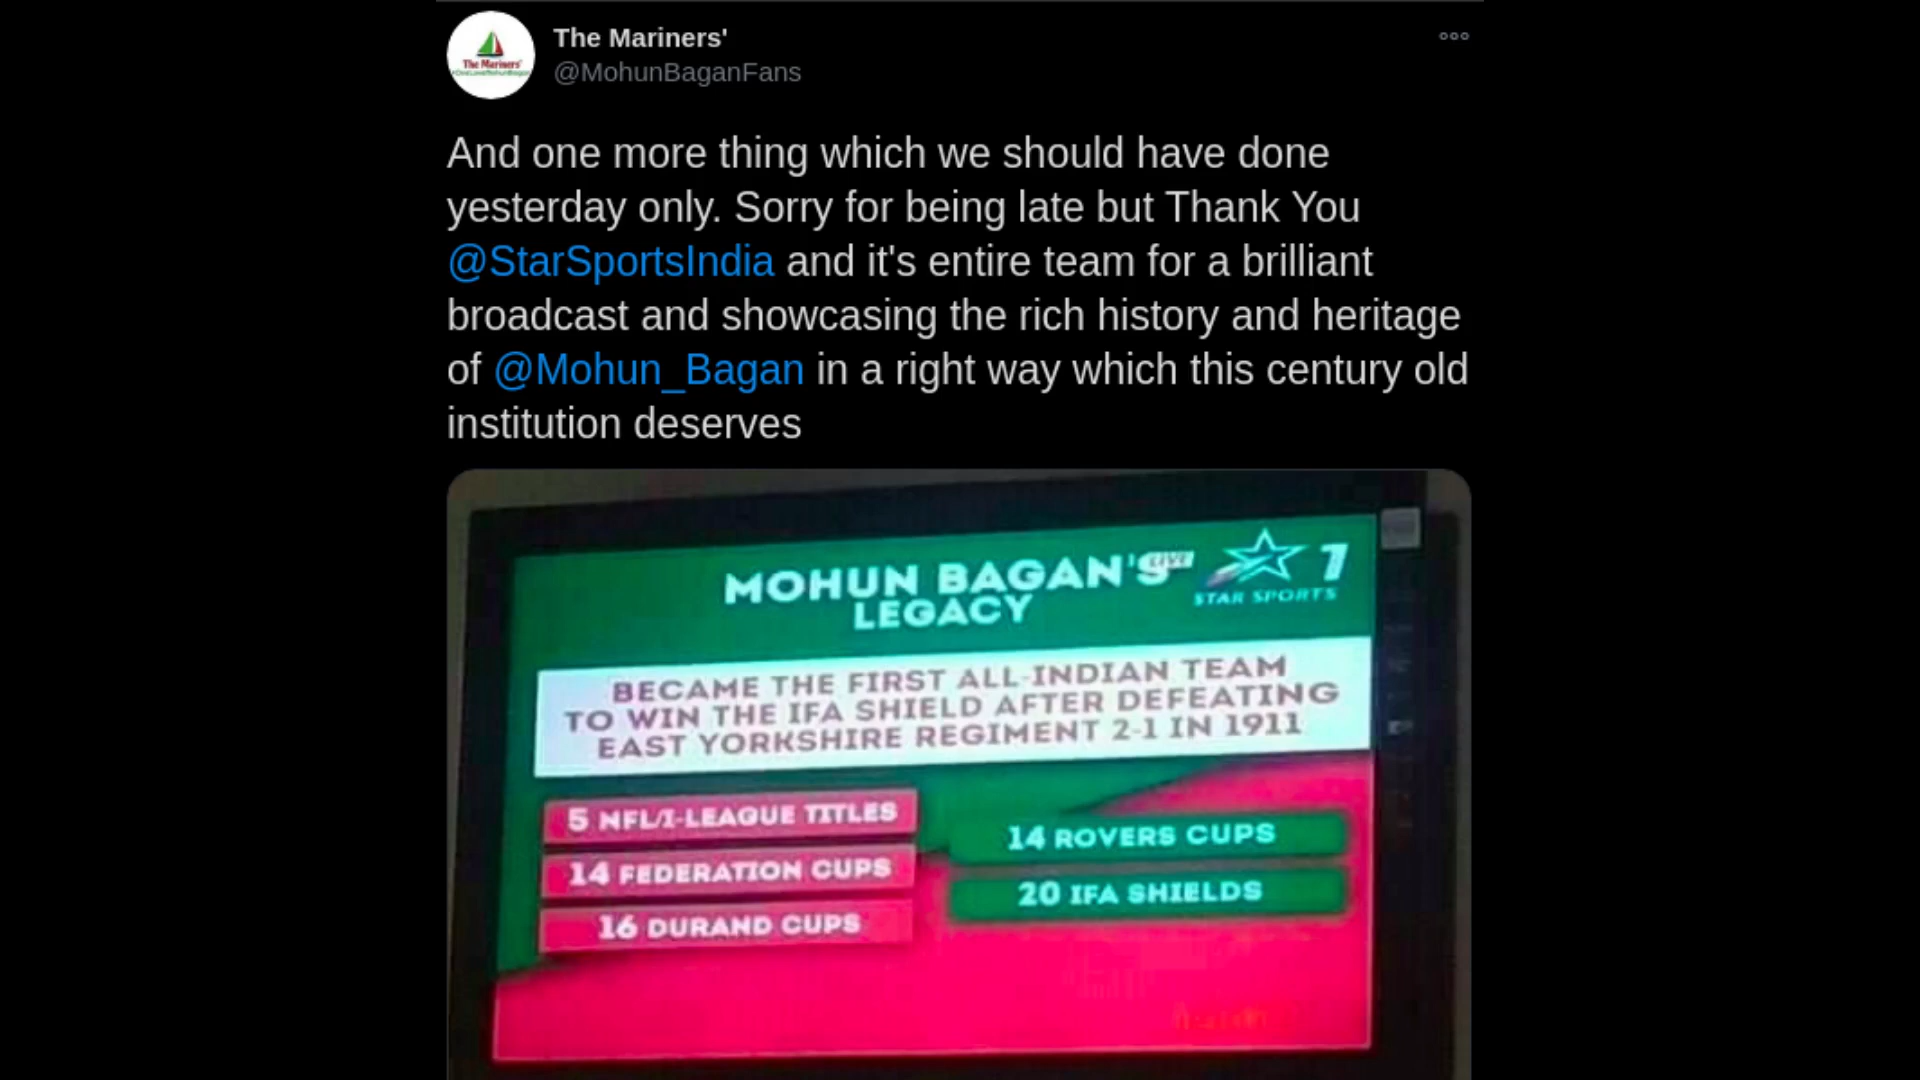 The Mariners'
@MohunBaganFans
The Mariners'
And one more thing which we should have done
yesterday only. Sorry for being late but Thank You
@StarSportsIndia and it's entire team for a brilliant
broadcast and showcasing the rich history and heritage
of @Mohun_Bagan in a right way which this century old
institution deserves
MOHUN BAGAN'S
LEGACY
LIVE
1
STAR SPORTS
BECAME THE FIRST ALL-INDIAN TEAM
TO WIN THE IFA SHIELD AFTER DEFEATING
EAST YORKSHIRE REGIMENT 2-1 IN 1911
5 NFL/I-LEAGUE TITLES
14 FEDERATION CUPS
16 DURAND CUPS
14 ROVERS CUPS
20 IFA SHIELDS